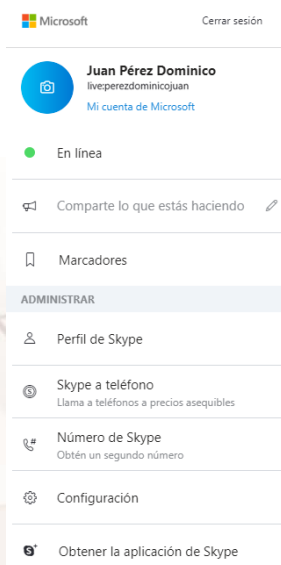 Microsoft
Cerrar sesión
Juan Pérez Dominico
live:perezdominicojuan
Mi cuenta de Microsoft
En línea
Comparte lo que estás haciendo
Marcadores
ADMINISTRAR
Perfil de Skype
Skype a teléfono
Llama a teléfonos a precios asequibles
Número de Skype
Obtén un segundo número
Configuración
Obtener la aplicación de Skype